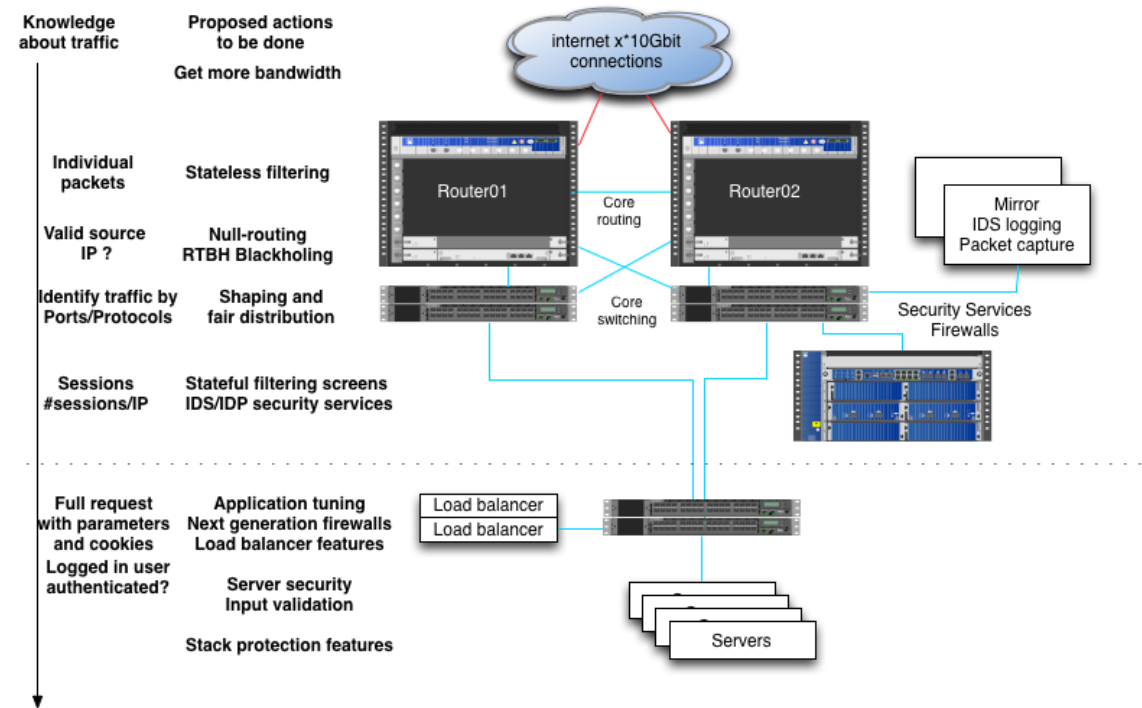 Knowledge
about traffic
Proposed actions
to be done
Get more bandwidth
internet x*10Gbit
connections
Individual
packets
Stateless filtering
Router01
Router02
Core
routing
Mirror
IDS logging
Packet capture
Valid source
IP ?
Null-routing
RTBH Blackholing
Identify traffic by
Ports/Protocols
Shaping and
fair distribution
Core
switching
Security Services
Firewalls
Sessions
#sessions/IP
Stateful filtering screens
IDS/IDP security services
Full request
with parameters
and cookies
Logged in user
authenticated?
Application tuning
Next generation firewalls
Load balancer features
Load balancer
Load balancer
Server security
Input validation
Stack protection features
Servers